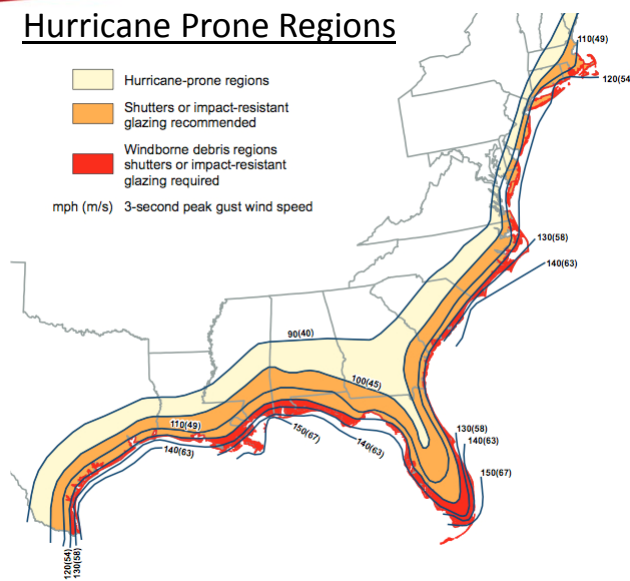 Hurricane Prone Regions
110(49)
120(54
Hurricane-prone regions
Shutters or impact-resistant
glazing recommended
Windborne debris regions
shutters or impact-resistant
glazing required
mph (m/s) 3-second peak gust wind speed
130(58)
140(63)
90(40)
100(45)
110(49)
140(63)
150(67)
140(63)
130(58)
140(63)
150(67)
120(54)
130(58)